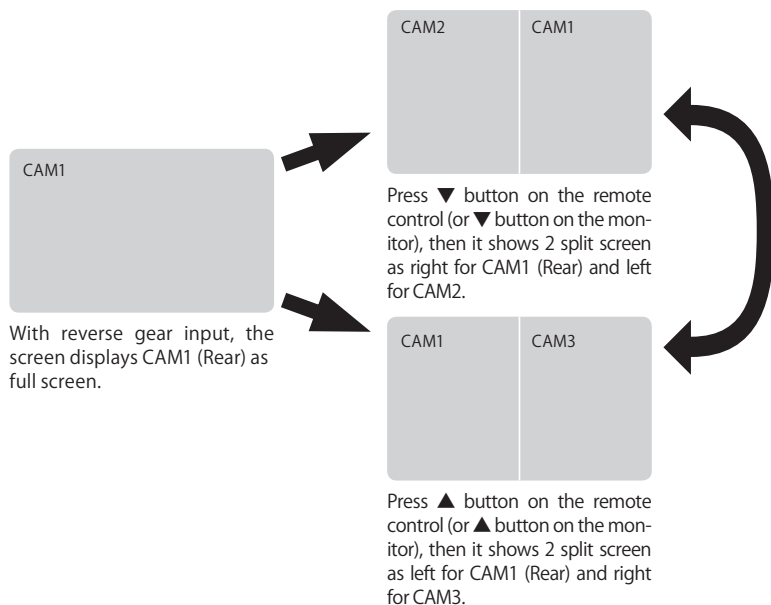 CAM1
With reverse gear input, the
screen displays CAM1 (Rear) as
full screen.
CAM2 CAM1
Press ▼ button on the remote
control (or ▼ button on the mon-
itor), then it shows 2 split screen
as right for CAM1 (Rear) and left
for CAM2.
CAM1 CAM3
Press ▲ button on the remote
control (or ▲ button on the mon-
itor), then it shows 2 split screen
as left for CAM1 (Rear) and right
for CAM3.